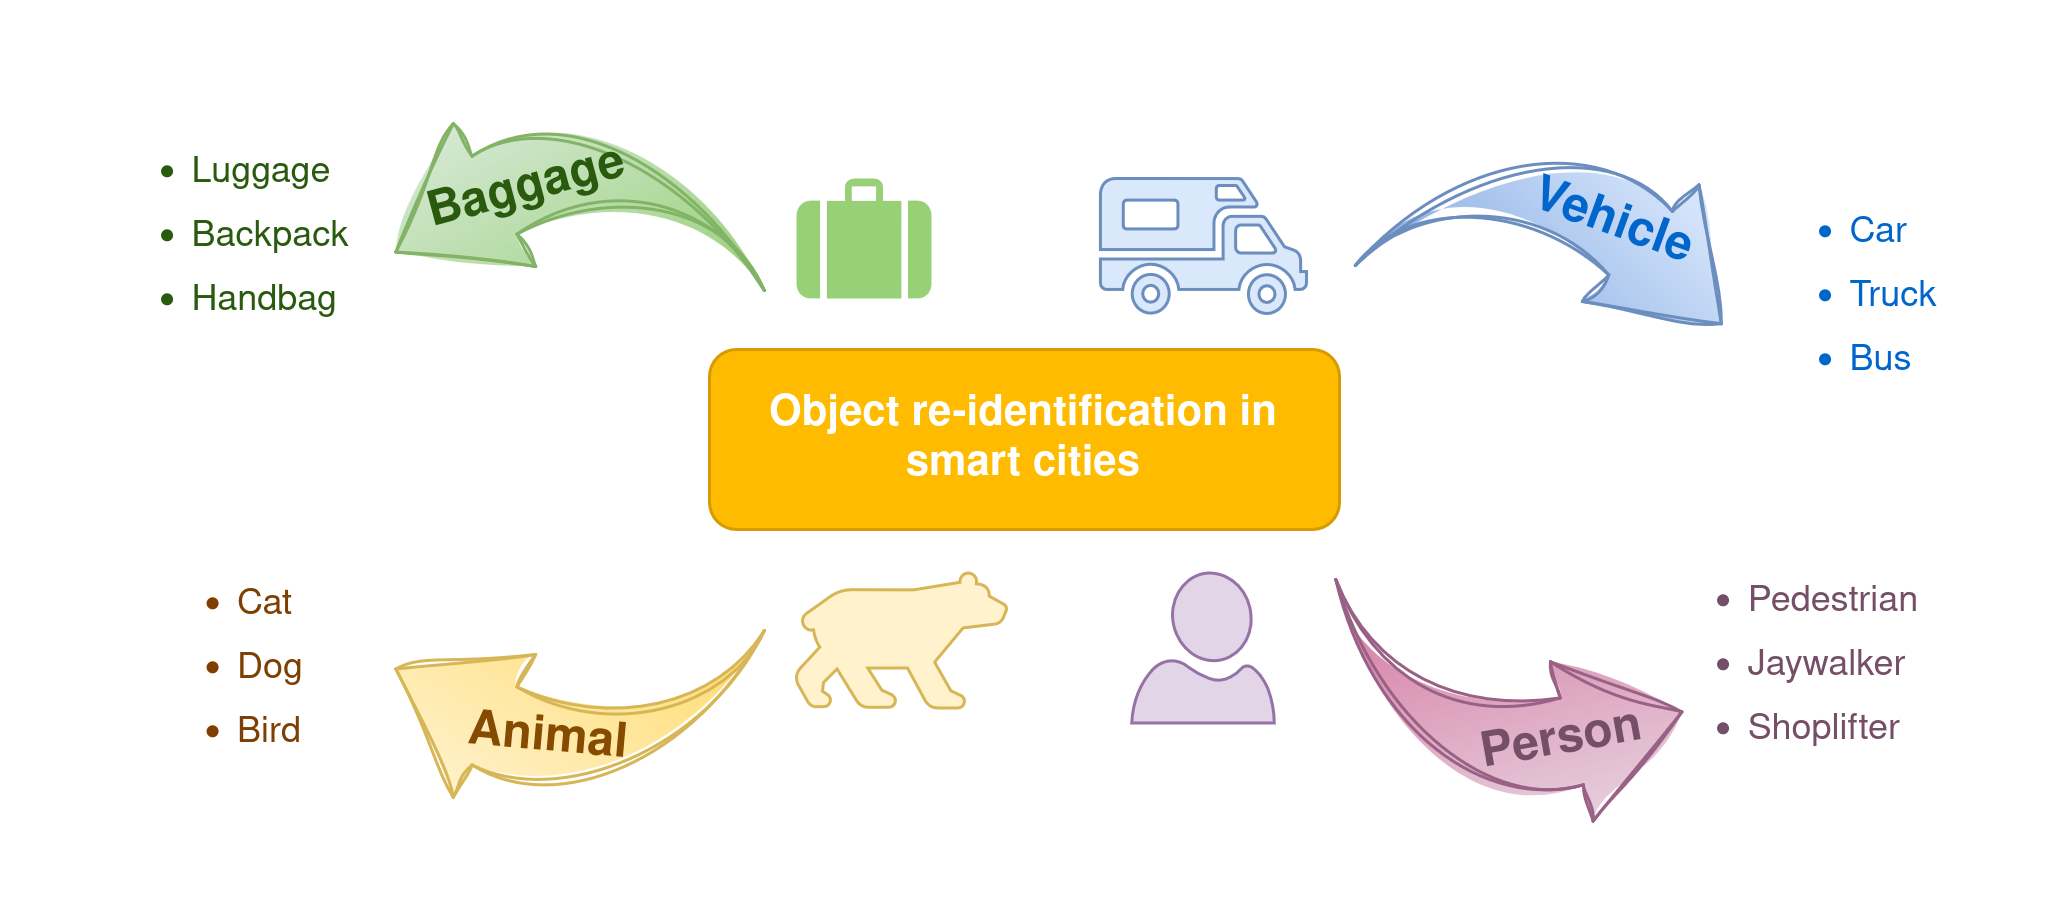 Baggage
Luggage
Backpack
Handbag
Vehicle
Car
Truck
Bus
Object re-identification in
smart cities
Animal
Cat
Dog
Bird
Person
Pedestrian
Jaywalker
Shoplifter